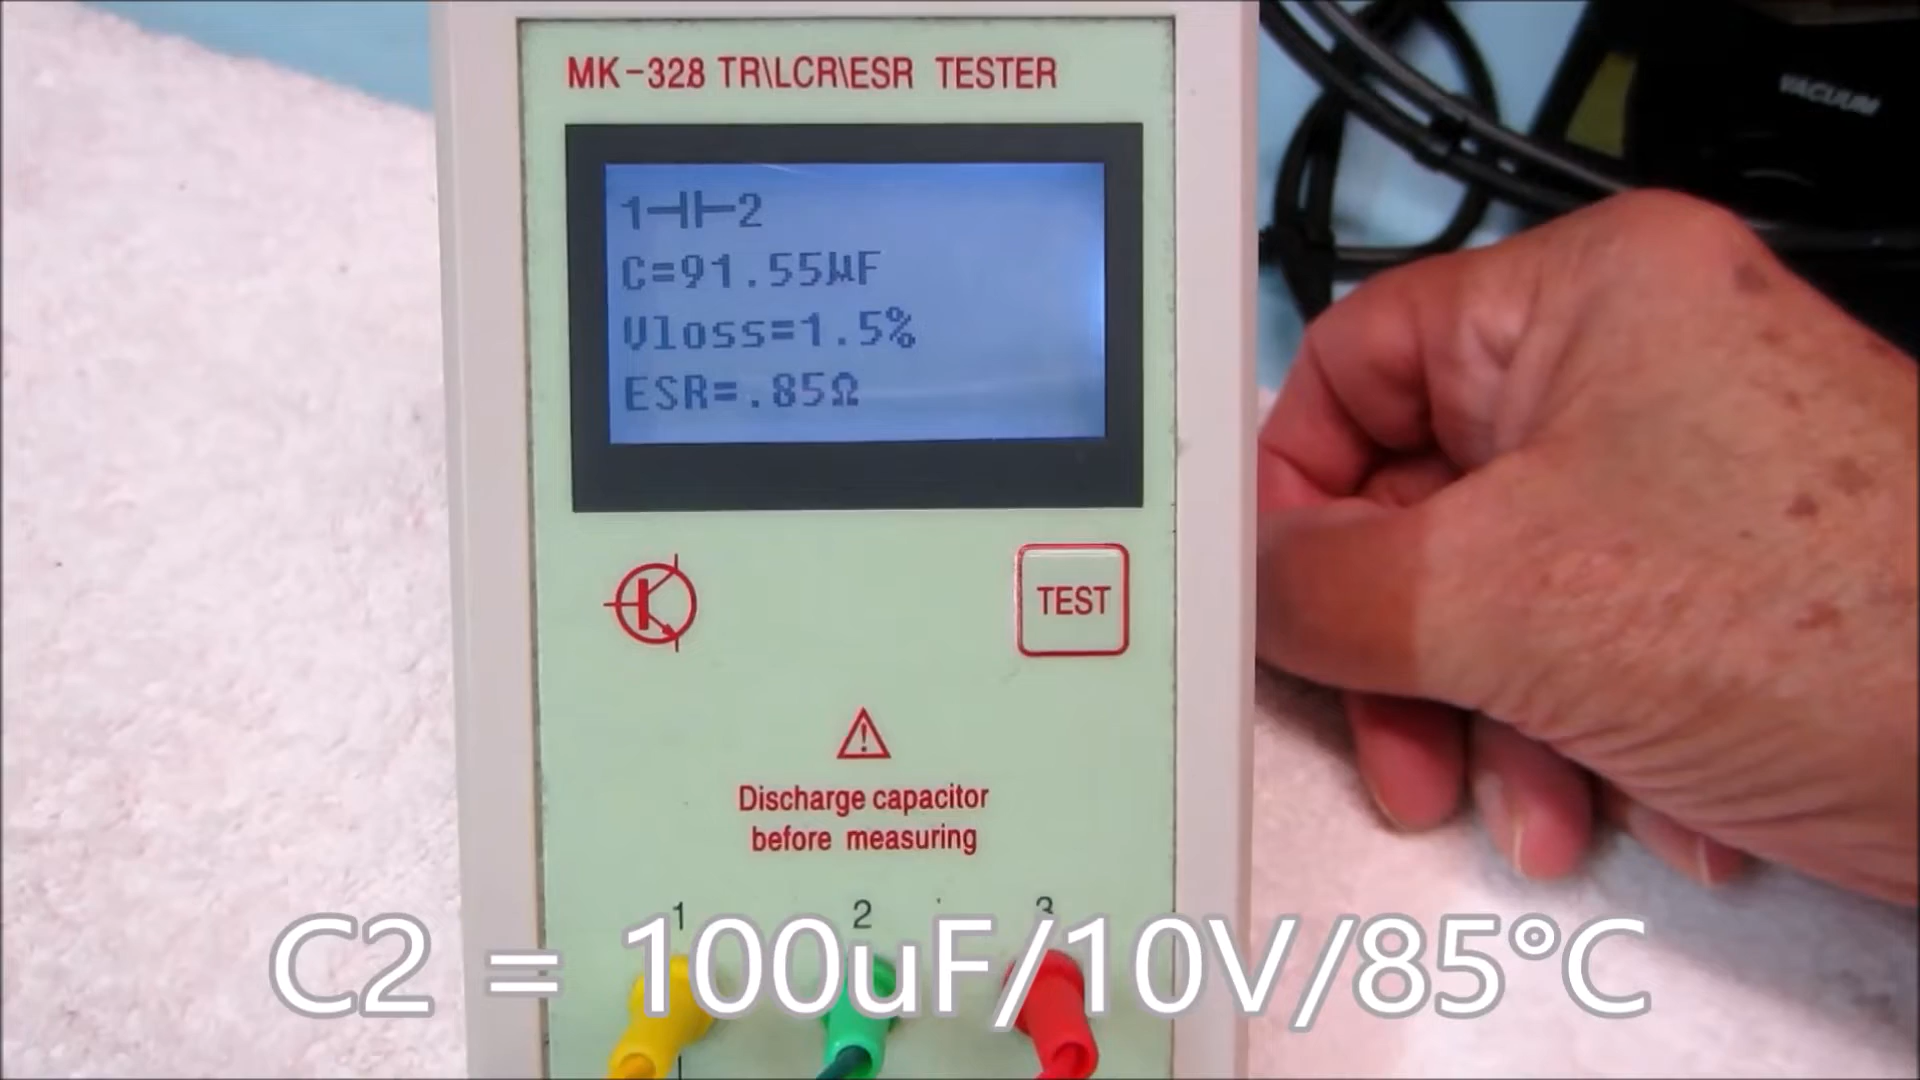 MK-328 TR\LCR\ESR TESTER
VACUUM
1⊣⊢2
C=91.55µF
Vloss=1.5%
ESR=.85Ω
TEST
Discharge capacitor
before measuring
1 2 3
C2 = 100uF/10V/85°C